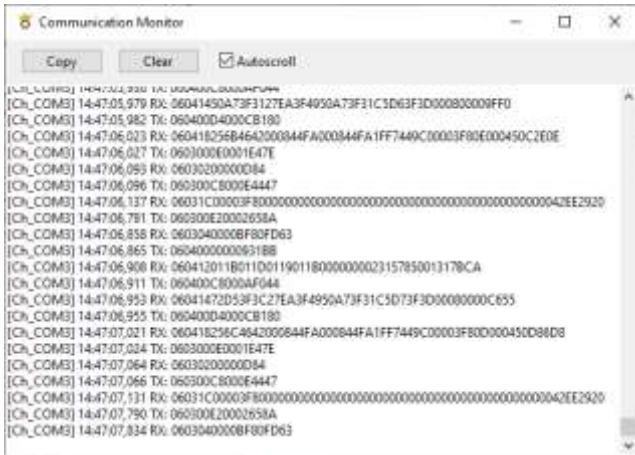 Communication Monitor
Copy Clear Autoscroll
[Ch_COM3] 14:47:05,979 RX: 06041450A73F3127EA3F4950A73F31C5D63F3D000800009FF0
[Ch_COM3] 14:47:05,982 TX: 060400D4000CB180
[Ch_COM3] 14:47:06,023 RX: 060418256B4642000844FA000844FA1FF7449C00003F80E000450C2E0E
[Ch_COM3] 14:47:06,027 TX: 0603000E0001E47E
[Ch_COM3] 14:47:06,093 RX: 06030200000D84
[Ch_COM3] 14:47:06,096 TX: 060300C8000E4447
[Ch_COM3] 14:47:06,137 RX:
[Ch_COM3] 14:47:06,791 TX: 060300E20002658A
[Ch_COM3] 14:47:06,858 RX: 0603040000BF80FD63
[Ch_COM3] 14:47:06,865 TX: 06040000000931BB
[Ch_COM3] 14:47:06,908 RX: 060412011B011D0119011B000000002315785001317BCA
[Ch_COM3] 14:47:06,911 TX: 060400C8000AF044
[Ch_COM3] 14:47:06,953 RX: 06041472D53F3C27EA3F4950A73F31C5D73F3D00080000C655
[Ch_COM3] 14:47:06,955 TX: 060400D4000CB180
[Ch_COM3] 14:47:07,021 RX:
[Ch_COM3] 14:47:07,024 TX: 0603000E0001E47E
[Ch_COM3] 14:47:07,064 RX: 06030200000D84
[Ch_COM3] 14:47:07,066 TX: 060300C8000E4447
[Ch_COM3] 14:47:07,131 RX:
[Ch_COM3] 14:47:07,790 TX: 060300E20002658A
[Ch_COM3] 14:47:07,834 RX: 0603040000BF80FD63